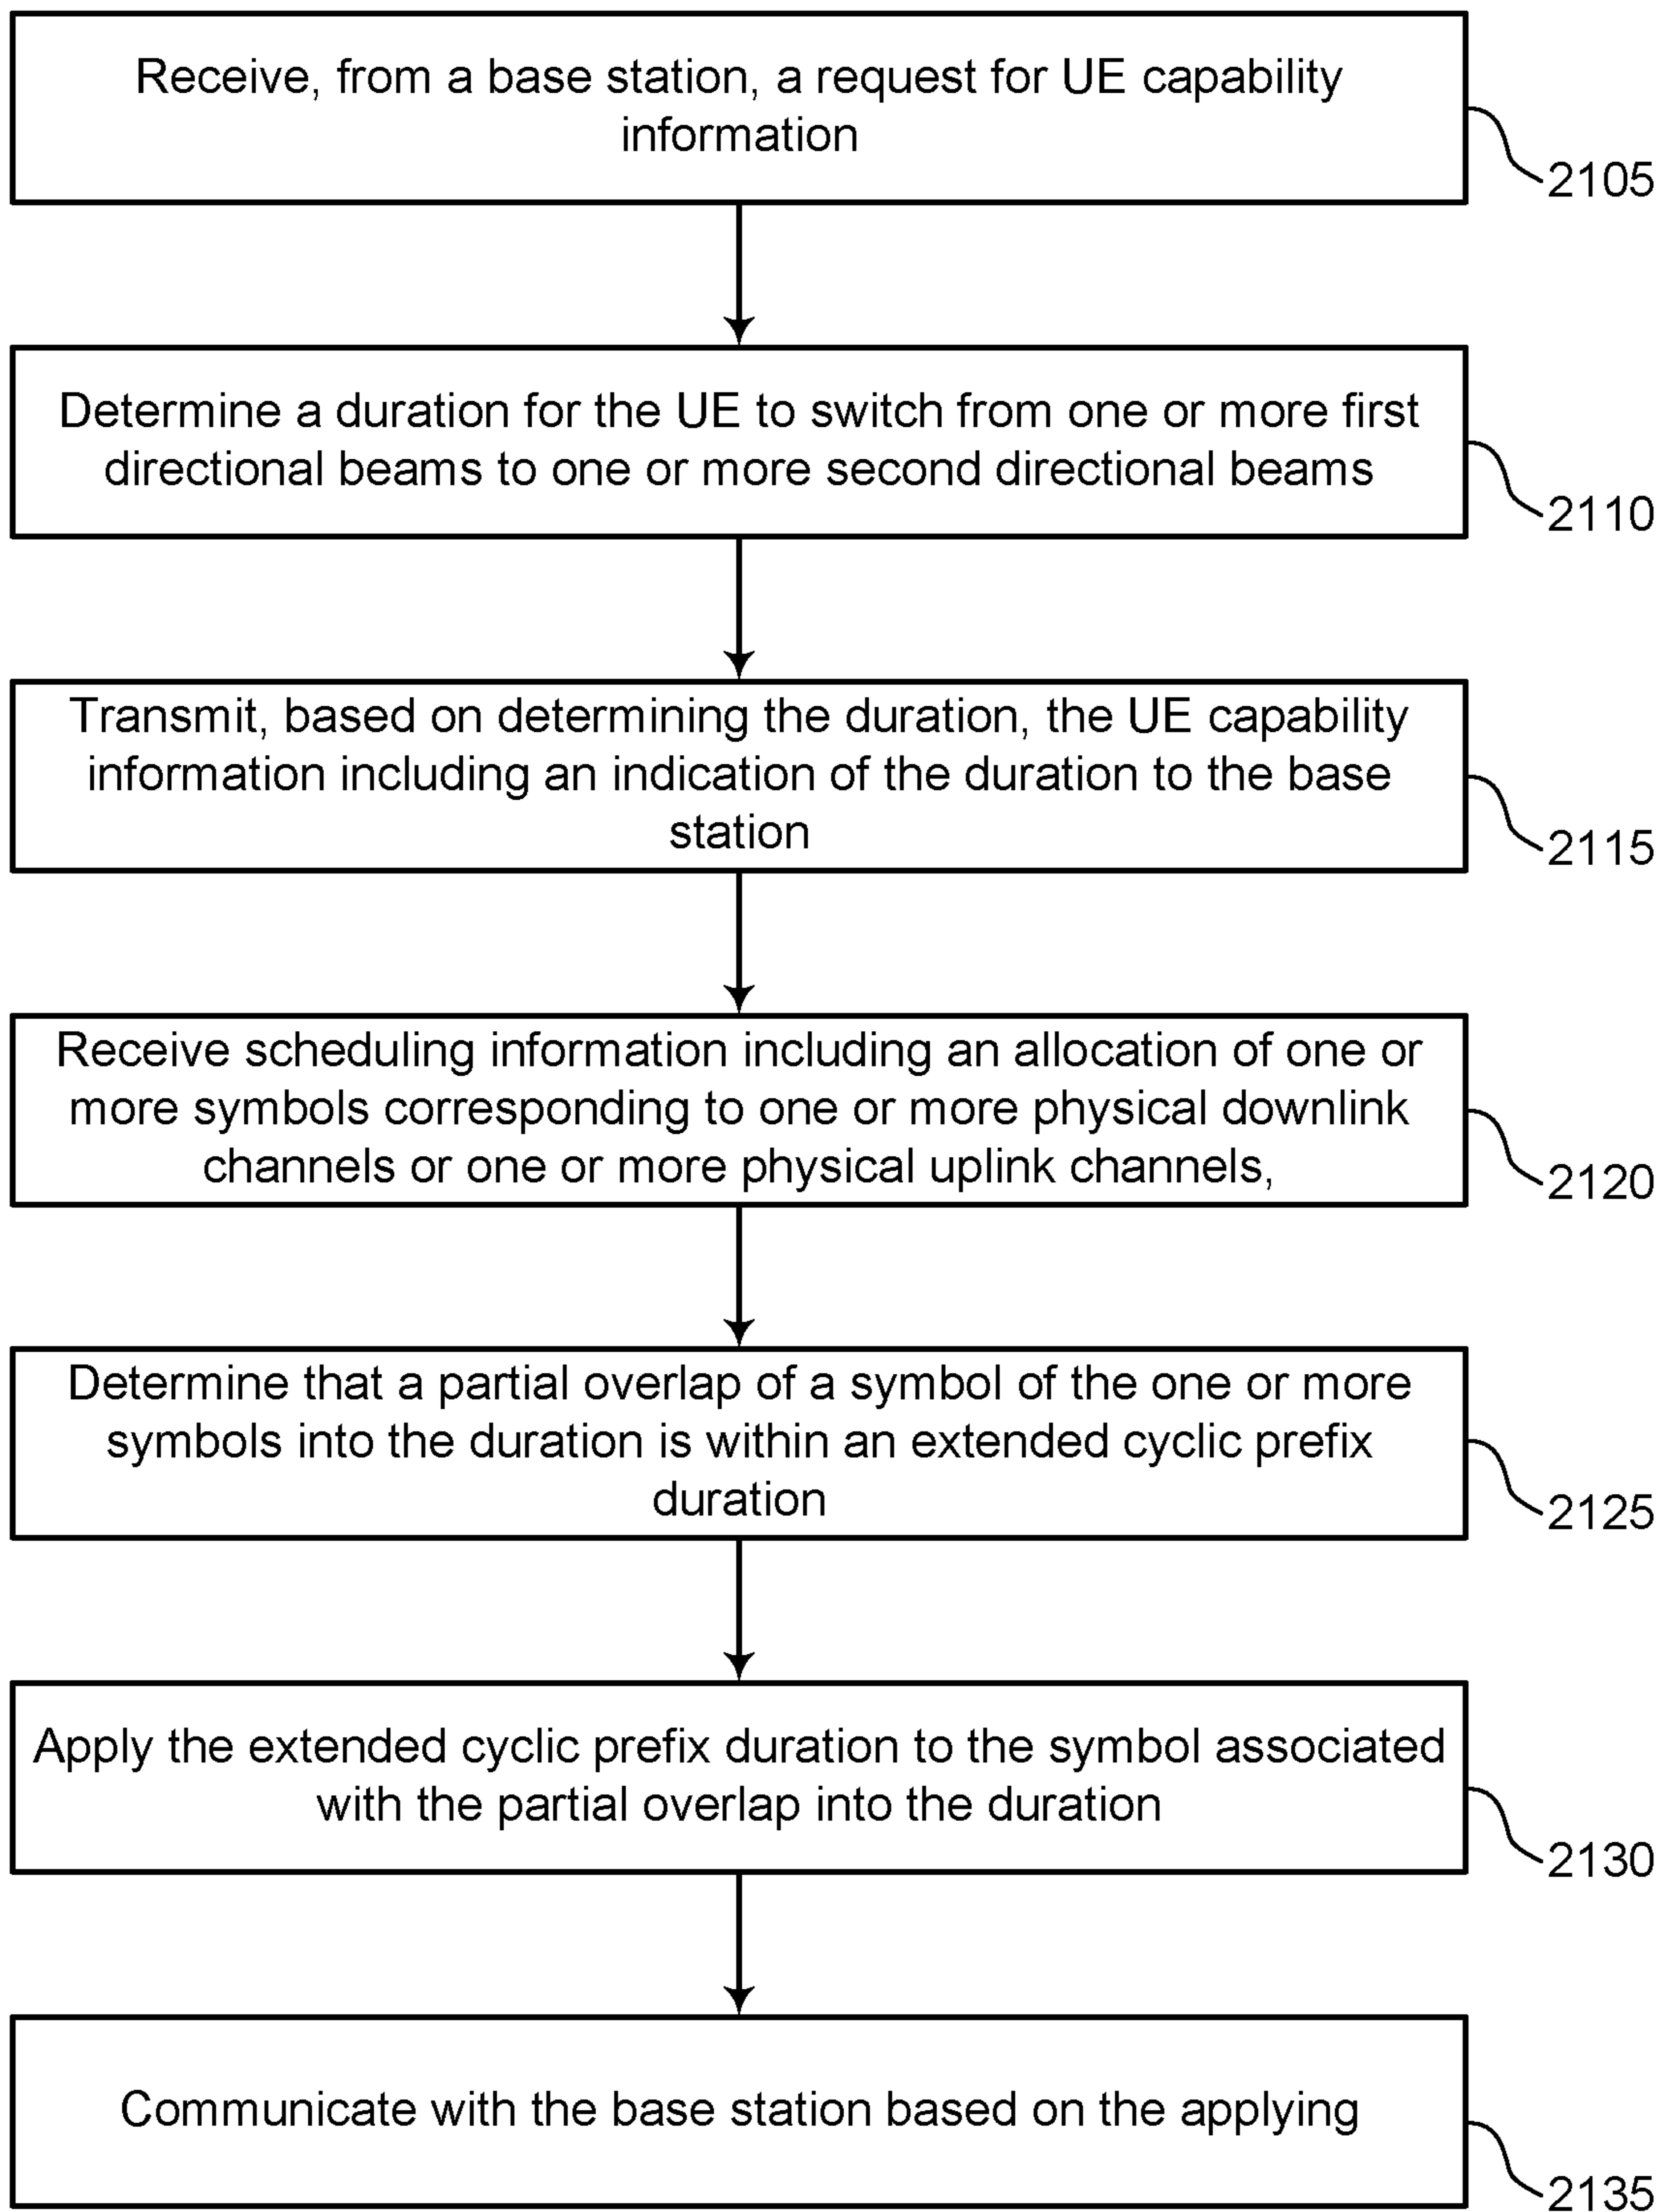 Receive, from a base station, a request for UE capability
information
2105
Determine a duration for the UE to switch from one or more first
directional beams to one or more second directional beams
2110
Transmit, based on determining the duration, the UE capability
information including an indication of the duration to the base
station
2115
Receive scheduling information including an allocation of one or
more symbols corresponding to one or more physical downlink
channels or one or more physical uplink channels,
2120
Determine that a partial overlap of a symbol of the one or more
symbols into the duration is within an extended cyclic prefix
duration
2125
Apply the extended cyclic prefix duration to the symbol associated
with the partial overlap into the duration
2130
Communicate with the base station based on the applying
2135